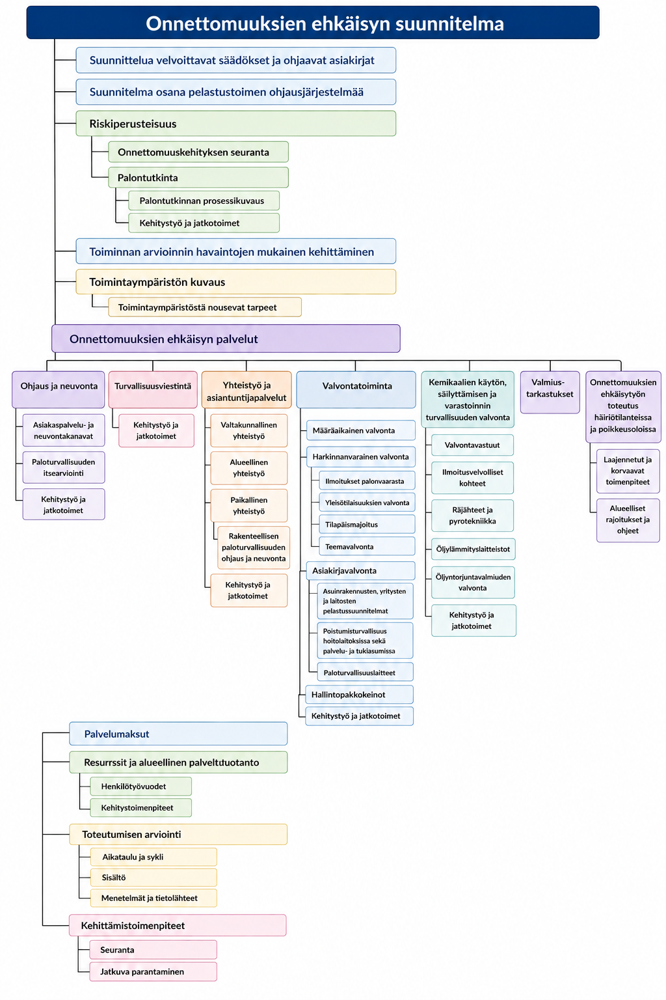 Onnettomuuksien ehkäisyn suunnitelma
Suunnittelua velvoittavat säädökset ja ohjaavat asiakirjat
Suunnitelma osana pelastustoimen ohjausjärjestelmää
Riskiperusteisuus
Onnettomuuskehityksen seuranta
Palontutkinta
Palontutkinnan prosessikuvaus
Kehitystyö ja jatkotoimet
Toiminnan arvioinnin havaintojen mukainen kehittäminen
Toimintaympäristön kuvaus
Toimintaympäristöstä nousevat tarpeet
Onnettomuuksien ehkäisyn palvelut
Ohjaus ja neuvonta
Asiakaspalvelu- ja
neuvontakanavat
Paloturvallisuuden
itsearviointi
Kehitystyö ja
jatkotoimet
Turvallisuusviestintä
Kehitystyö ja
jatkotoimet
Yhteistyö ja
asiantuntijapalvelut
Valtakunnallinen
yhteistyö
Alueellinen
yhteistyö
Paikallinen
yhteistyö
Rakenteellisen
paloturvallisuuden
ohjaus ja neuvonta
Kehitystyö ja
jatkotoimet
Valvontatoiminta
Määräaikainen valvonta
Harkinnanvarainen valvonta
Ilmoitukset palonvaarasta
Yleisötilaisuuksien valvonta
Tilapäismajoitus
Teemavalvonta
Asiakirjavalvonta
Asuinrakennusten, yritysten
ja laitosten
pelastussuunnitelmat
Poistumisturvallisuus
hoitolaitoksissa sekä
palvelu- ja tukiasumissa
Paloturvallisuuslaitteet
Hallintopakkokeinot
Kehitystyö ja jatkotoimet
Kemikaalien käytön,
säilyttämisen ja
varastoinnin
turvallisuuden valvonta
Valvontavastuut
Ilmoitusvelvolliset
kohteet
Räjähteet ja
pyrotekniikka
Öljylämmityslaitteistot
Öljyntorjuntavalmiuden
valvonta
Kehitystyö ja
jatkotoimet
Valmius-
tarkastukset
Onnettomuuksien
ehkäisytyön
toteutus
häiriötilanteissa
ja poikkeusoloissa
Laajennetut ja
korvaavat
toimenpiteet
Alueelliset
rajoitukset ja
ohjeet
Palvelumaksut
Resurrssit ja alueellinen palveltuuotanto
Henkilötyövuodet
Kehitystoimenpiteet
Toteutumisen arviointi
Aikataulu ja sykli
Sisältö
Menetelmät ja tietolähteet
Kehittämistoimenpiteet
Seuranta
Jatkuva parantaminen